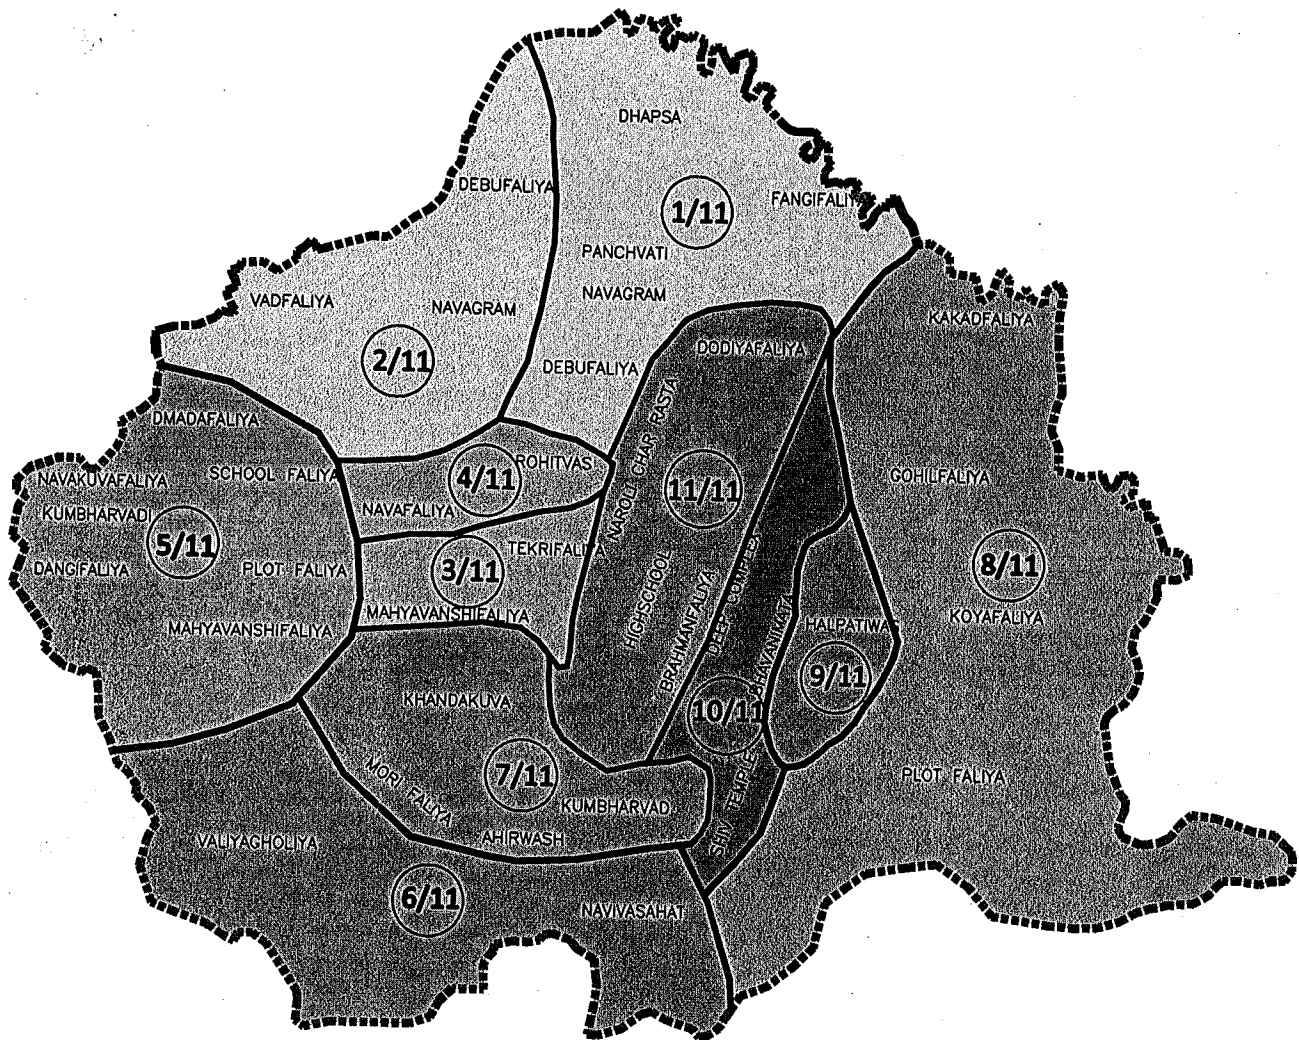 DHAPSA
DEBUFALIYA
FANGIFALIYA
1/11
PANCHVATI
NAVAGRAM
VADFALIYA
NAVAGRAM
KAKADFALIYA
DODIYAFALIYA
2/11
DEBUFALIYA
DMADAFALIYA
NAROLI CHAR RASTA
ROHITVAS
4/11
SCHOOL FALIYA
NAVAKUVAFALIYA
GOHILFALIYA
11/11
NAVAFALIYA
KUMBHARVADI
5/11
TEKRIFALIYA
DANGIFALIYA
PLOT FALIYA
3/11
8/11
HIGHSCHOOL
BRAHMANFALIYA
DEEP COMPLEX
MAHYAVANSHIFALIYA
MAHYAVANSHIFALIYA
KOYAFALIYA
HALPATIWAS
BHAVANIMATA
9/11
KHANDAKUVA
10/11
SHIV TEMPLE
7/11
MORI FALIYA
KUMBHARVADI
PLOT FALIYA
AHIRWASH
VALIYAGHOLIYA
6/11
NAVIVASAHAT